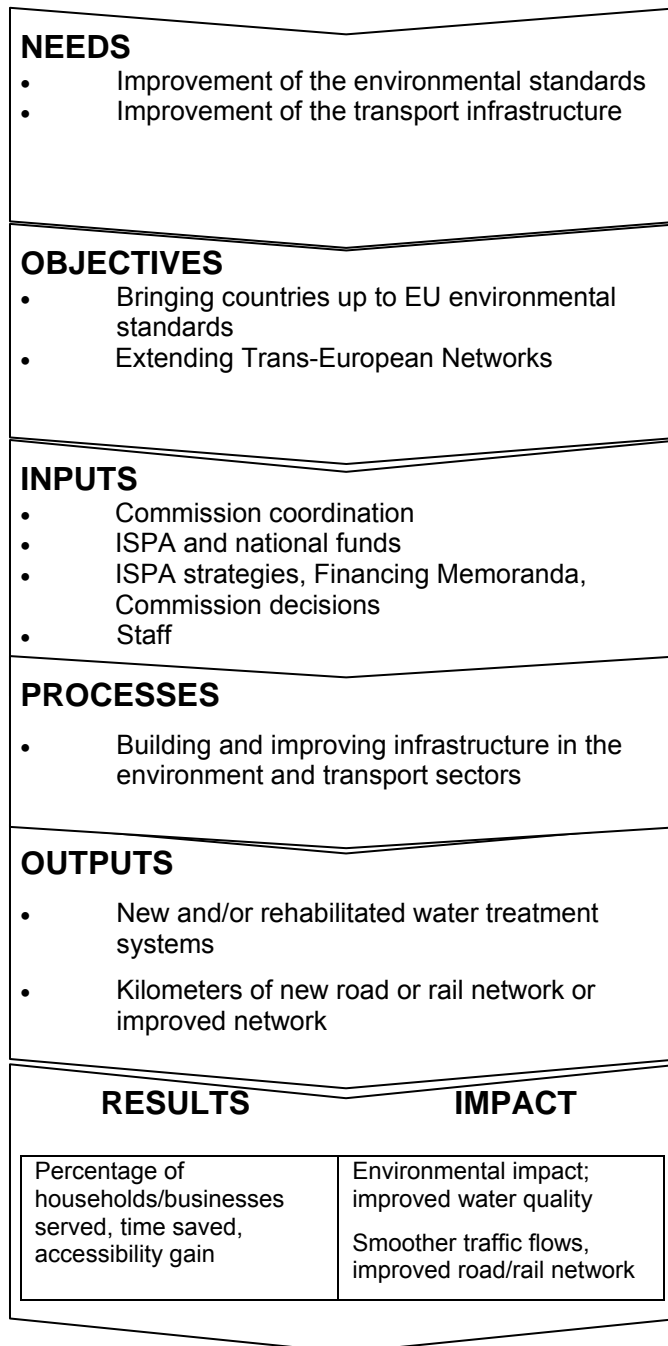 NEEDS
• Improvement of the environmental standards
• Improvement of the transport infrastructure
OBJECTIVES
• Bringing countries up to EU environmental
standards
• Extending Trans-European Networks
INPUTS
• Commission coordination
• ISPA and national funds
• ISPA strategies, Financing Memoranda,
Commission decisions
• Staff
PROCESSES
• Building and improving infrastructure in the
environment and transport sectors
OUTPUTS
• New and/or rehabilitated water treatment
systems
• Kilometers of new road or rail network or
improved network
RESULTS
Percentage of
households/businesses
served, time saved,
accessibility gain
IMPACT
Environmental impact;
improved water quality
Smoother traffic flows,
improved road/rail network